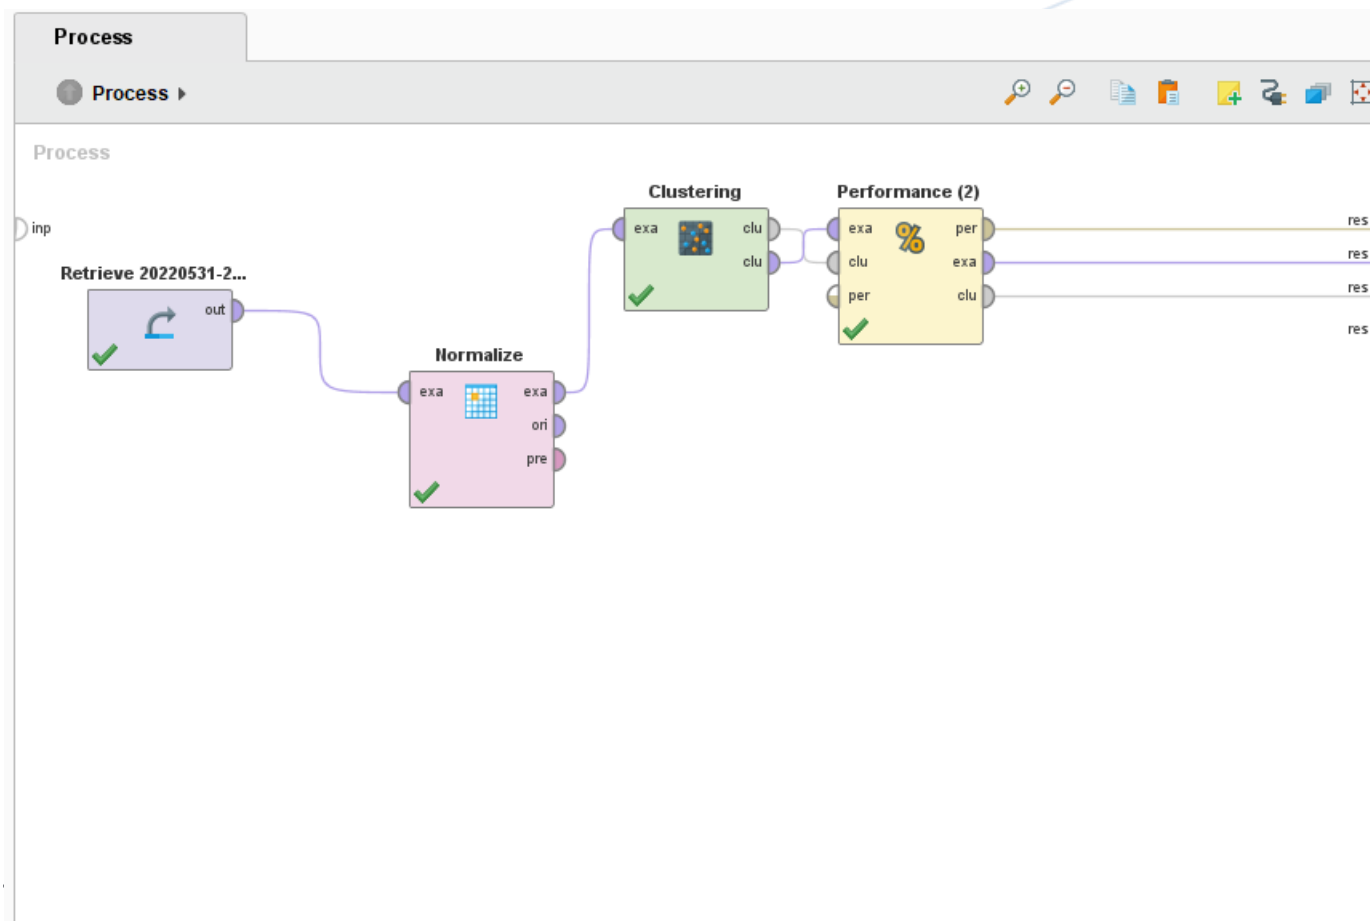 Process
Process
Process
inp
Retrieve 20220531-2...
out
Normalize
exa
exa
ori
pre
Clustering
exa
clu
clu
Performance (2)
exa
per
clu
exa
per
clu
res
res
res
res